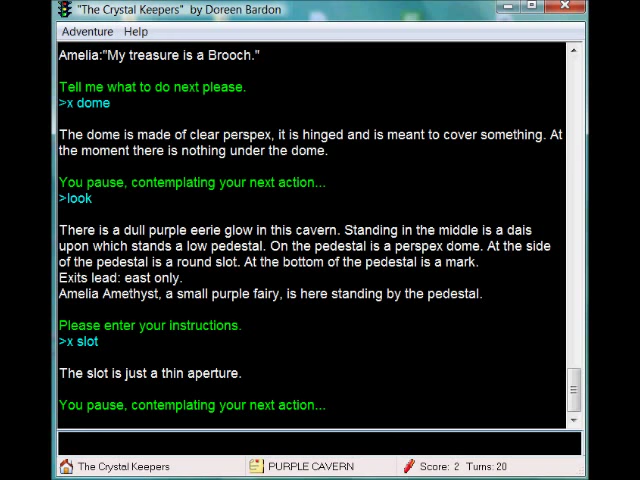 "The Crystal Keepers"  by Doreen Bardon
Adventure Help
Amelia:"My treasure is a Brooch."
Tell me what to do next please.
>x dome
The dome is made of clear perspex, it is hinged and is meant to cover something. At
the moment there is nothing under the dome.
You pause, contemplating your next action...
>look
There is a dull purple eerie glow in this cavern. Standing in the middle is a dais
upon which stands a low pedestal. On the pedestal is a perspex dome. At the side
of the pedestal is a round slot. At the bottom of the pedestal is a mark.
Exits lead: east only.
Amelia Amethyst, a small purple fairy, is here standing by the pedestal.
Please enter your instructions.
>x slot
The slot is just a thin aperture.
You pause, contemplating your next action...
The Crystal Keepers PURPLE CAVERN Score: 2 Turns: 20